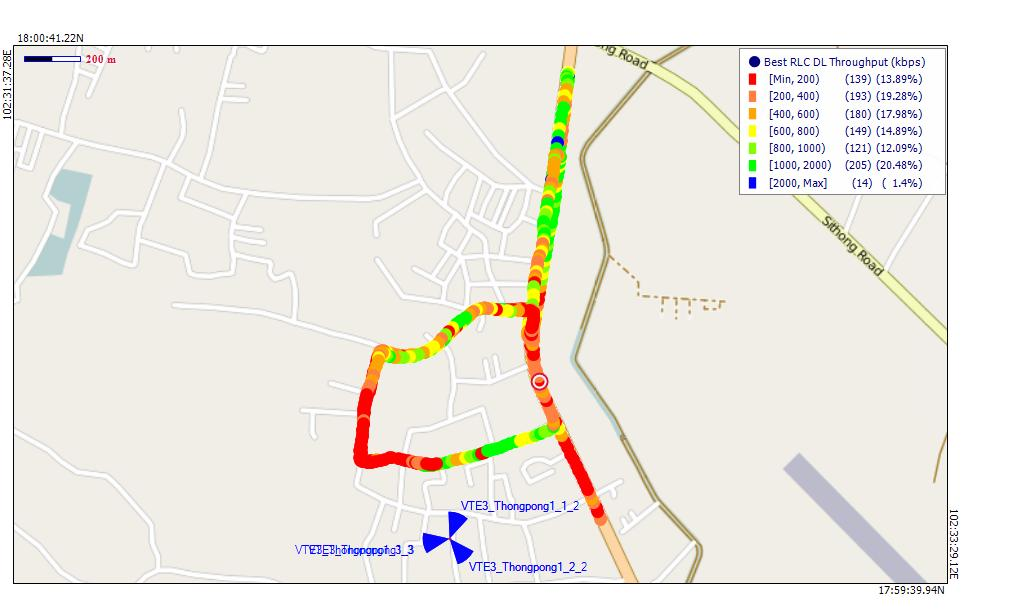 18:00:41.22N
102:31:37.28E
200 m
ong Road
Best RLC DL Throughput (kbps)
[Min, 200) (139) (13.89%)
[200, 400) (193) (19.28%)
[400, 600) (180) (17.98%)
[600, 800) (149) (14.89%)
[800, 1000) (121) (12.09%)
[1000, 2000) (205) (20.48%)
[2000, Max] (14) ( 1.4%)
Sithong Road
VTE3_Thongpong1_1_2
VTE3_Thongpong1_2_2
102:33:29.12E
17:59:39.94N